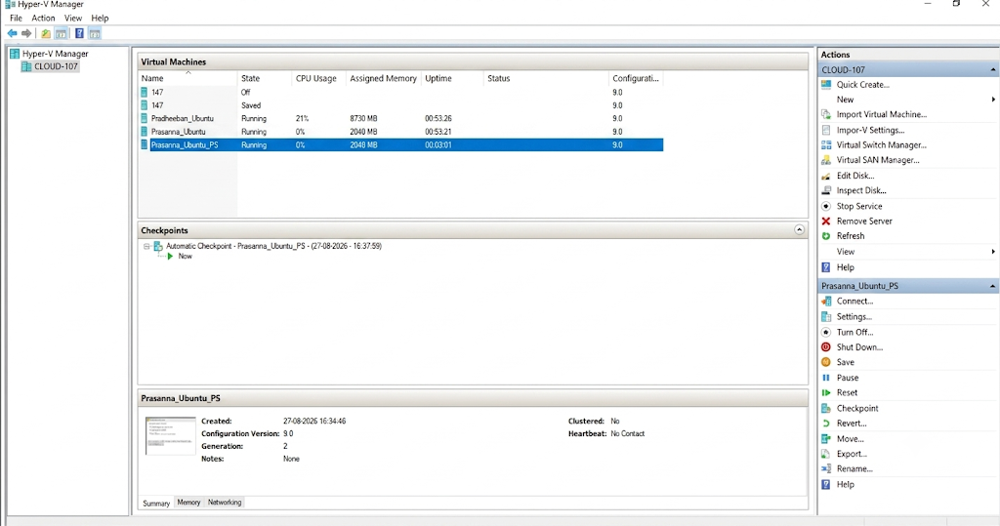 Hyper-V Manager
File Action View Help
Hyper-V Manager
CLOUD-107
Virtual Machines
Name State CPU Usage Assigned Memory Uptime Status Configurati...
147 Off 9.0
147 Saved 9.0
Pradheeban_Ubuntu Running 21% 8730 MB 00:53.26 9.0
Prasanna_Ubuntu Running 0% 2040 MB 00:53.21 9.0
Prasanna_Ubuntu_PS Running 0% 2048 MB 00:03:01 9.0
Checkpoints
Automatic Checkpoint - Prasanna_Ubuntu_PS - (27-08-2026 - 16:37:59)
Now
Prasanna_Ubuntu_PS
Created: 27-08-2026 16:34:46 Clustered: No
Configuration Version: 9.0 Heartbeat: No Contact
Generation: 2
Notes: None
Summary Memory Networking
Actions
CLOUD-107
Quick Create...
New
Import Virtual Machine...
Impor-V Settings...
Virtual Switch Manager...
Virtual SAN Manager...
Edit Disk...
Inspect Disk...
Stop Service
Remove Server
Refresh
View
Help
Prasanna_Ubuntu_PS
Connect...
Settings...
Turn Off...
Shut Down...
Save
Pause
Reset
Checkpoint
Revert...
Move...
Export...
Rename...
Help